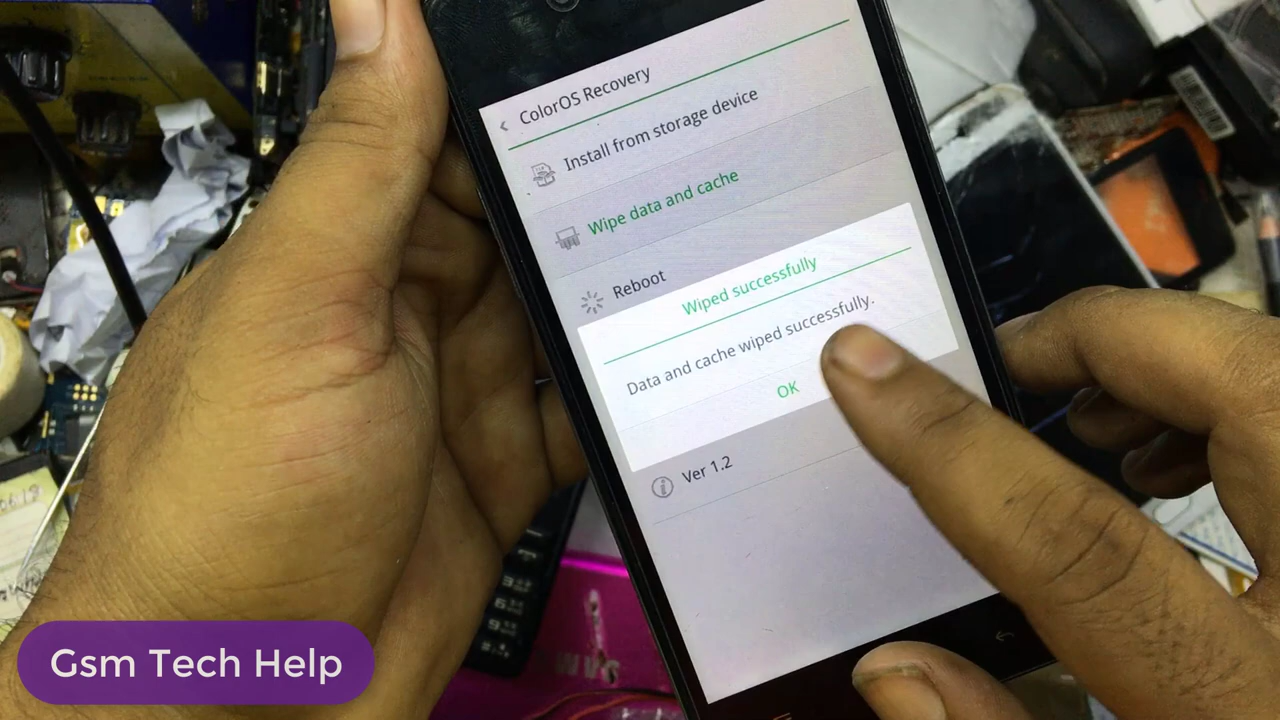 ColorOS Recovery
Install from storage device
Wipe data and cache
Reboot
Wiped successfully
Data and cache wiped successfully.
OK
Ver 1.2
Gsm Tech Help